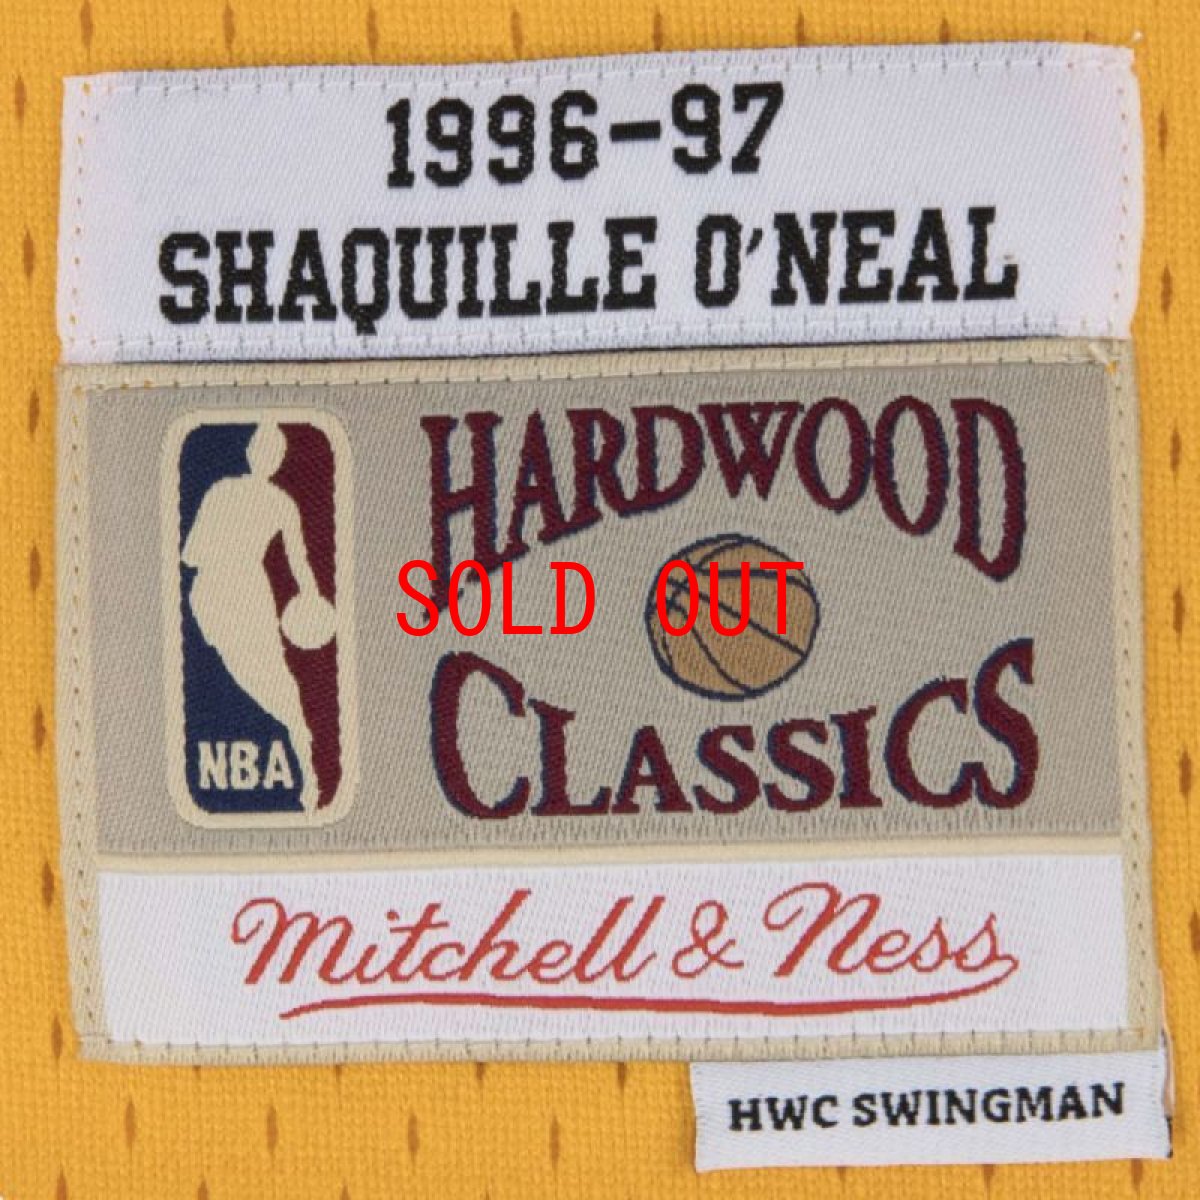 1996-97
SHAQUILLE O'NEAL
HARDWOOD
SOLD OUT
CLASSICS
NBA
Mitchell & Ness
HWC SWINGMAN